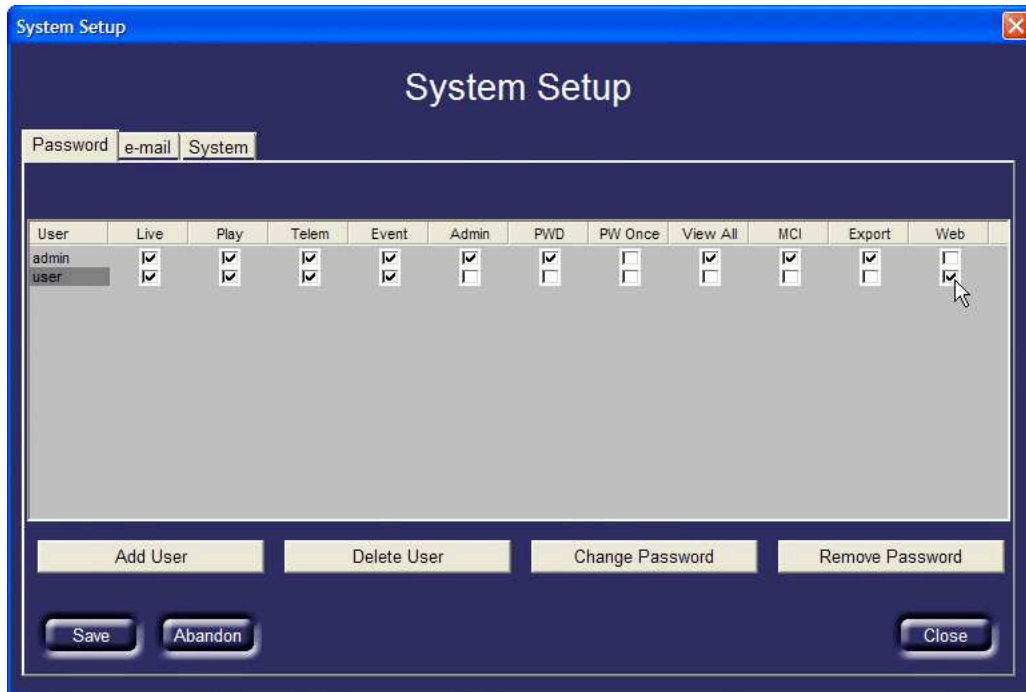 System Setup
System Setup
Password e-mail System
User Live Play Telem Event Admin PWD PW Once View All MCI Export Web
admin
user
Add User Delete User Change Password Remove Password
Save Abandon Close